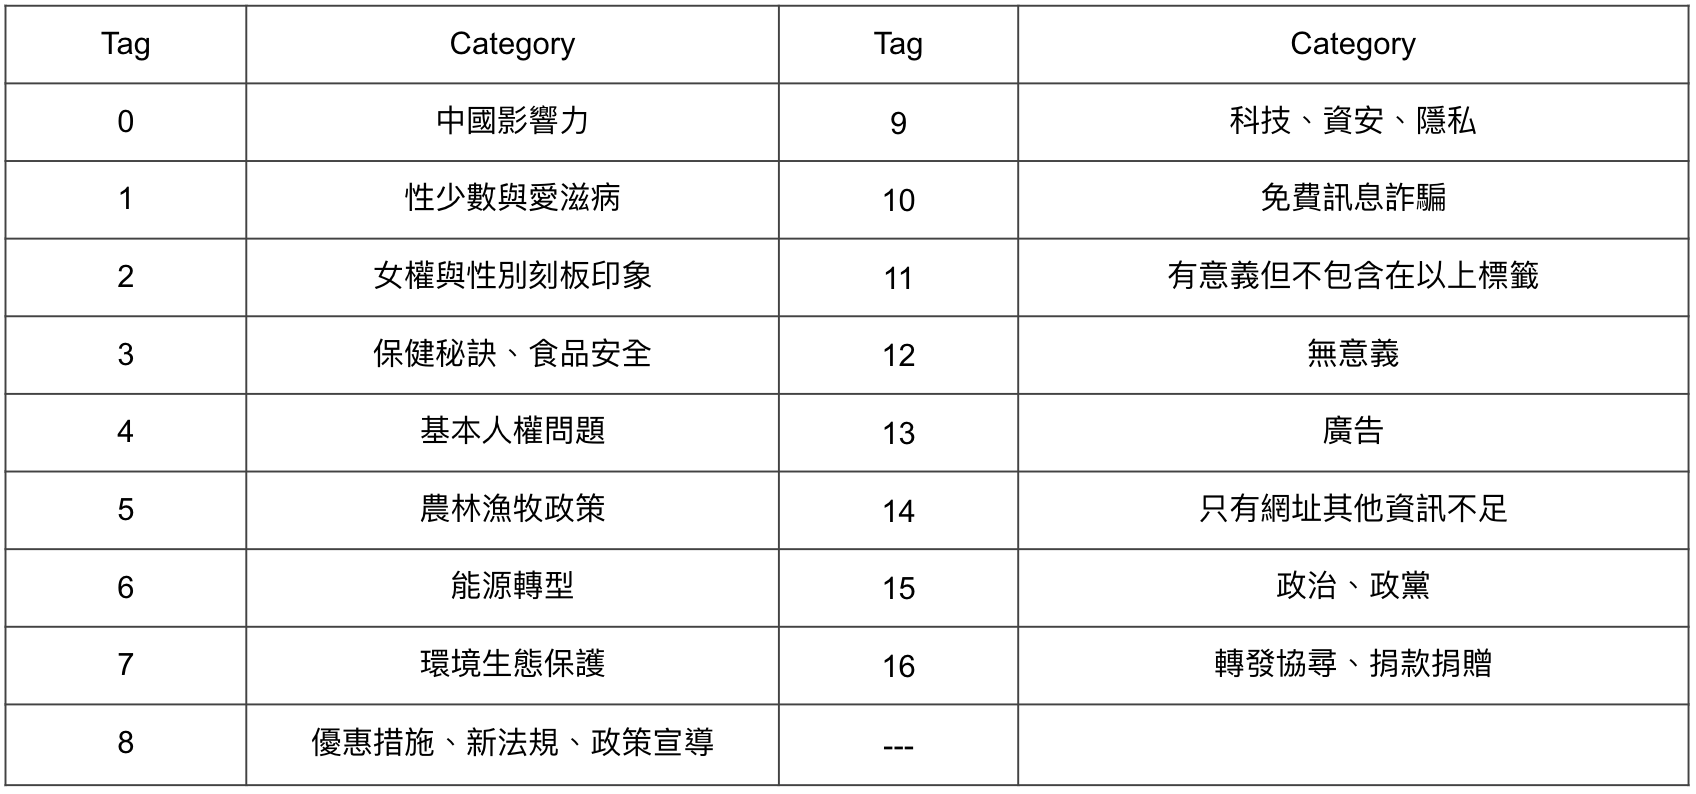 Tag Category Tag Category
0 中國影響力 9 科技、資安、隱私
1 性少數與愛滋病 10 免費訊息詐騙
2 女權與性別刻板印象 11 有意義但不包含在以上標籤
3 保健秘訣、食品安全 12 無意義
4 基本人權問題 13 廣告
5 農林漁牧政策 14 只有網址其他資訊不足
6 能源轉型 15 政治、政黨
7 環境生態保護 16 轉發協尋、捐款捐贈
8 優惠措施、新法規、政策宣導 ---